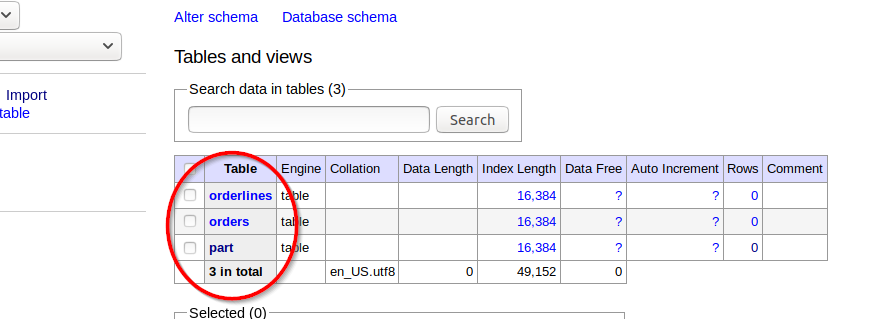 Alter schema Database schema
Tables and views
Search data in tables (3)
Import
table
Search
Table Engine Collation Data Length Index Length Data Free Auto Increment Rows Comment
orderlines table 16,384 ? ? 0
orders table 16,384 ? ? 0
part table 16,384 ? ? 0
3 in total en_US.utf8 0 49,152 0
Selected (0)